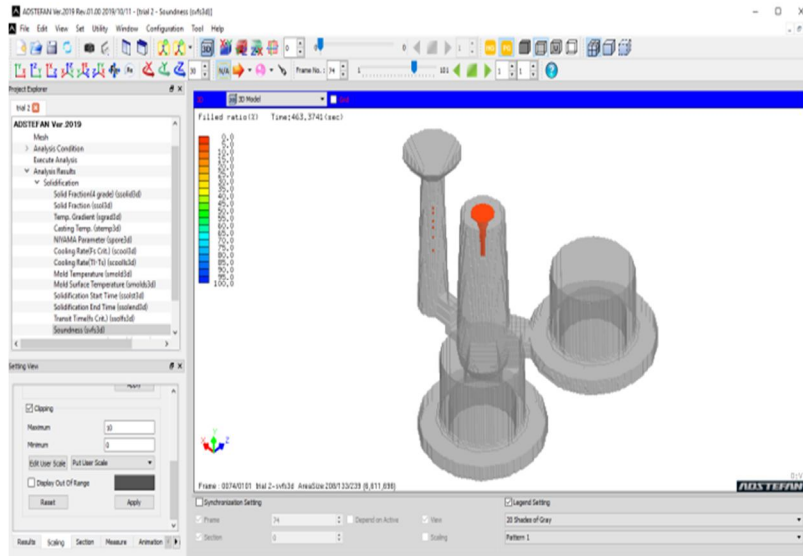 ADSTEFAN Ver.2019 Rev.01.00 2019/10/11 - [trial 2 - Soundness (svfs3d)]
File Edit View Set Utility Window Configuration Tool Help
Frame No. : 74 1 101 1 1
Project Explorer
trial 2
ADSTEFAN Ver.2019
Mesh
Analysis Condition
Execute Analysis
Analysis Results
Solidification
Solid Fraction(4 grade) (ssolid3d)
Solid Fraction (ssol3d)
Temp. Gradient (sgrad3d)
Casting Temp. (stemp3d)
NIYAMA Parameter (spore3d)
Cooling Rate(Fs Crit.) (scool3d)
Cooling Rate(Tl-Ts) (scoolls3d)
Mold Temperature (smold3d)
Mold Surface Temperature (smolds3d)
Solidification Start Time (ssolst3d)
Solidification End Time (ssolend3d)
Transit Time(fs Crit.) (ssolfs3d)
Soundness (svfs3d)
Setting View
Apply
Clipping
Maximum 10
Minimum 0
Edit User Scale Put User Scale
Display Out Of Range
Reset Apply
Results Scaling Section Measure Animation
3D 3D Model Grid
Filled ratio(%) Time:463.3741(sec)
0.0
5.0
10.0
15.0
20.0
25.0
30.0
35.0
40.0
45.0
50.0
55.0
60.0
65.0
70.0
75.0
80.0
85.0
90.0
95.0
100.0
X Y Z
Frame : 0074/0101 trial 2-svfs3d AreaSize 208/133/239 (6,611,696)
ADSTEFAN
Synchronization Setting
Frame 74 Depend on Active View
Section 0 Scaling
Legend Setting
20 Shades of Gray
Pattern 1